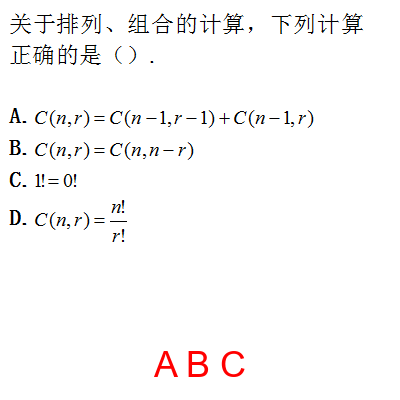 关于排列、组合的计算，下列计算
正确的是（）.
A. C(n,r)=C(n−1,r−1)+C(n−1,r)
B. C(n,r)=C(n,n−r)
C. 1!=0!
D. C(n,r)=n!/r!
A B C